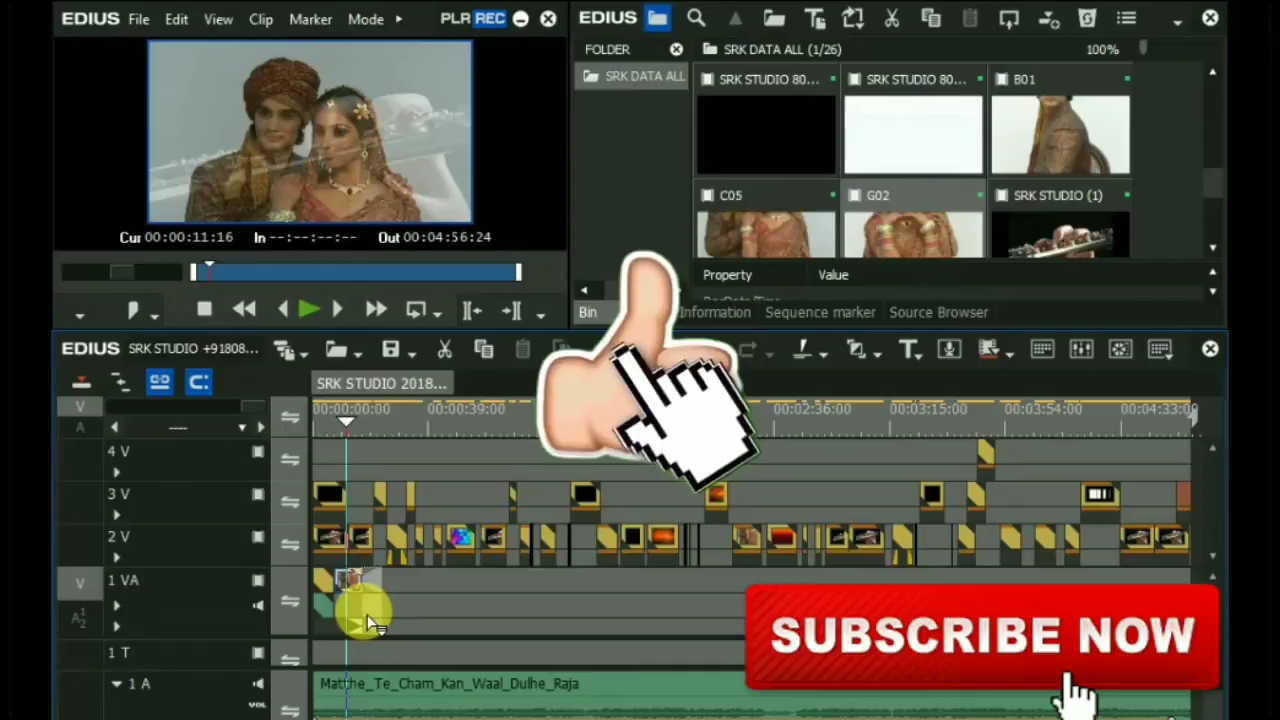 EDIUS File Edit View Clip Marker Mode PLR REC
Cur 00:00:11:16 In --:--:--:-- Out 00:04:56:24
EDIUS
FOLDER
SRK DATA ALL (1/26)
100%
SRK DATA ALL
SRK STUDIO 80...
SRK STUDIO 80...
B01
C05
G02
SRK STUDIO (1)
Property Value
Bin
Information Sequence marker Source Browser
EDIUS SRK STUDIO +91808...
SRK STUDIO 2018...
00:00:00:00 00:00:39:00 00:02:36:00 00:03:15:00 00:03:54:00 00:04:33:00
V
A
4 V
3 V
2 V
V
1 VA
A1
2
1 T
1 A
VOL
Matthe_Te_Cham_Kan_Waal_Dulhe_Raja
SUBSCRIBE NOW